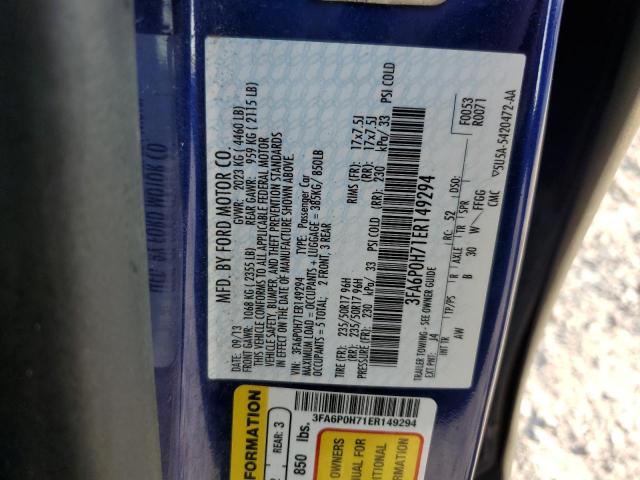 MFD. BY FORD MOTOR CO.
DATE: 09/13 GVWR: 2023 KG ( 4460 LB)
FRONT GAWR: 1068 KG ( 2355 LB) REAR GAWR: 959 KG ( 2115 LB)
THIS VEHICLE CONFORMS TO ALL APPLICABLE FEDERAL MOTOR
VEHICLE SAFETY, BUMPER, AND THEFT PREVENTION STANDARDS
IN EFFECT ON THE DATE OF MANUFACTURE SHOWN ABOVE.
VIN: 3FA6P0H71ER149294 TYPE: Passenger Car
MAXIMUM LOAD = OCCUPANTS + LUGGAGE = 385KG/ 850LB
OCCUPANTS = 5 TOTAL: 2 FRONT, 3 REAR
TIRE (FR): 235/50R17 96H RIMS (FR): 17x7.5J
TIRE (RR): 235/50R17 96H (RR): 17x7.5J
PRESSURE (FR): 230 kPa/ 33 PSI COLD (RR): 230 kPa/ 33 PSI COLD
3FA6P0H71ER149294
TRAILER TOWING - SEE OWNER GUIDE
F0053
R0071
EXT PNT: J4 RC: 52 DSO:
INT TR TP/PS R AXLE TR SPR
AW B 30 W FFGG
CMC
5U5A-5420472-AA
3FA6P0H71ER149294
FORMATION
REAR: 3
850 lbs.
OWNERS
MANUAL FOR